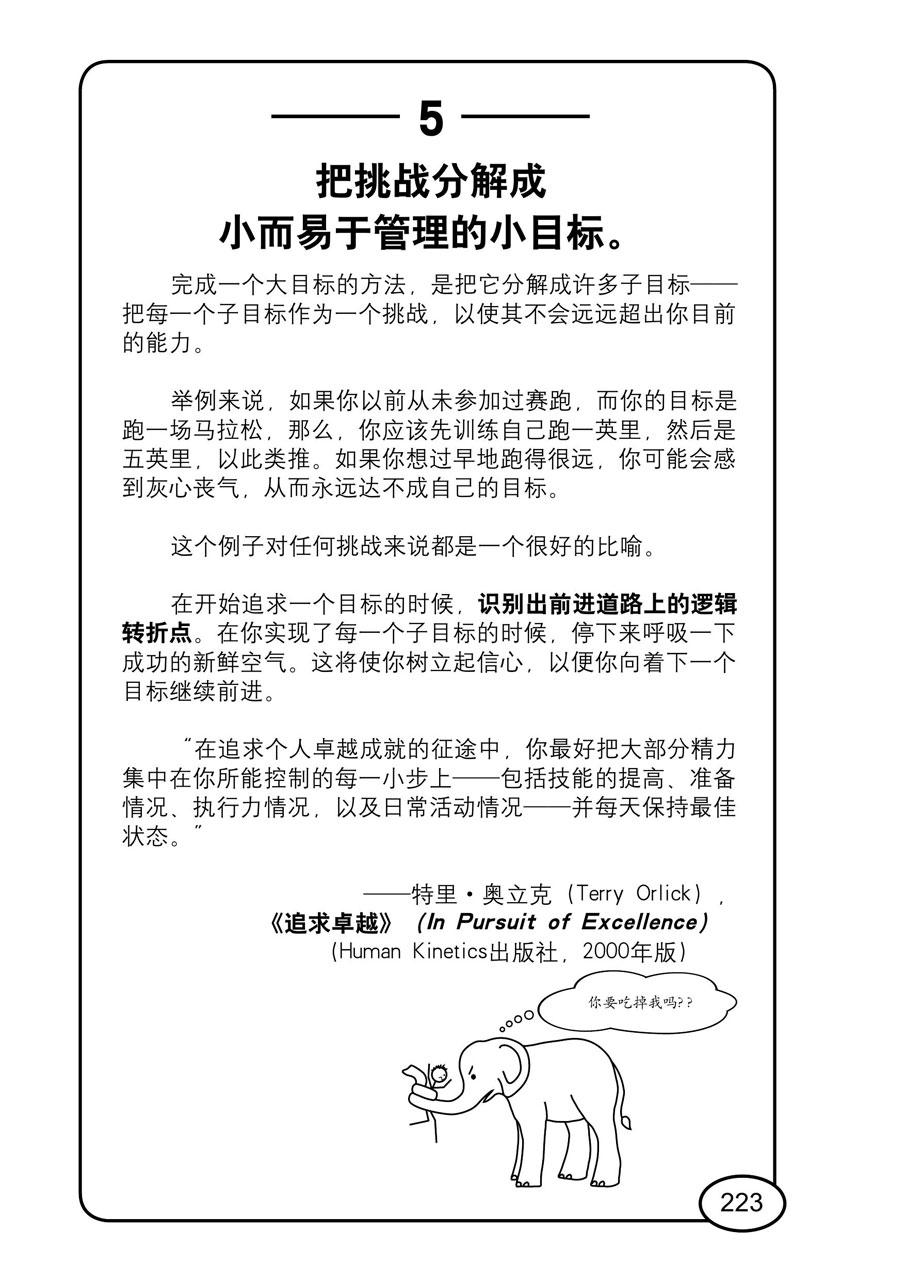 5
把挑战分解成
小而易于管理的小目标。
完成一个大目标的方法，是把它分解成许多子目标——
把每一个子目标作为一个挑战，以使其不会远远超出你目前
的能力。
举例来说，如果你以前从未参加过赛跑，而你的目标是
跑一场马拉松，那么，你应该先训练自己跑一英里，然后是
五英里，以此类推。如果你想过早地跑得很远，你可能会感
到灰心丧气，从而永远达不成自己的目标。
这个例子对任何挑战来说都是一个很好的比喻。
在开始追求一个目标的时候，识别出前进道路上的逻辑
转折点。在你实现了每一个子目标的时候，停下来呼吸一下
成功的新鲜空气。这将使你树立起信心，以便你向着下一个
目标继续前进。
“在追求个人卓越成就的征途中，你最好把大部分精力
集中在你所能控制的每一小步上——包括技能的提高、准备
情况、执行力情况，以及日常活动情况——并每天保持最佳
状态。”
——特里·奥立克（Terry Orlick），
《追求卓越》（In Pursuit of Excellence）
（Human Kinetics出版社，2000年版）
你要吃掉我吗??
223